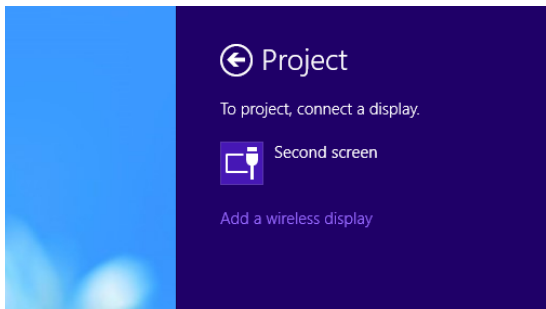 Project
To project, connect a display.
Second screen
Add a wireless display